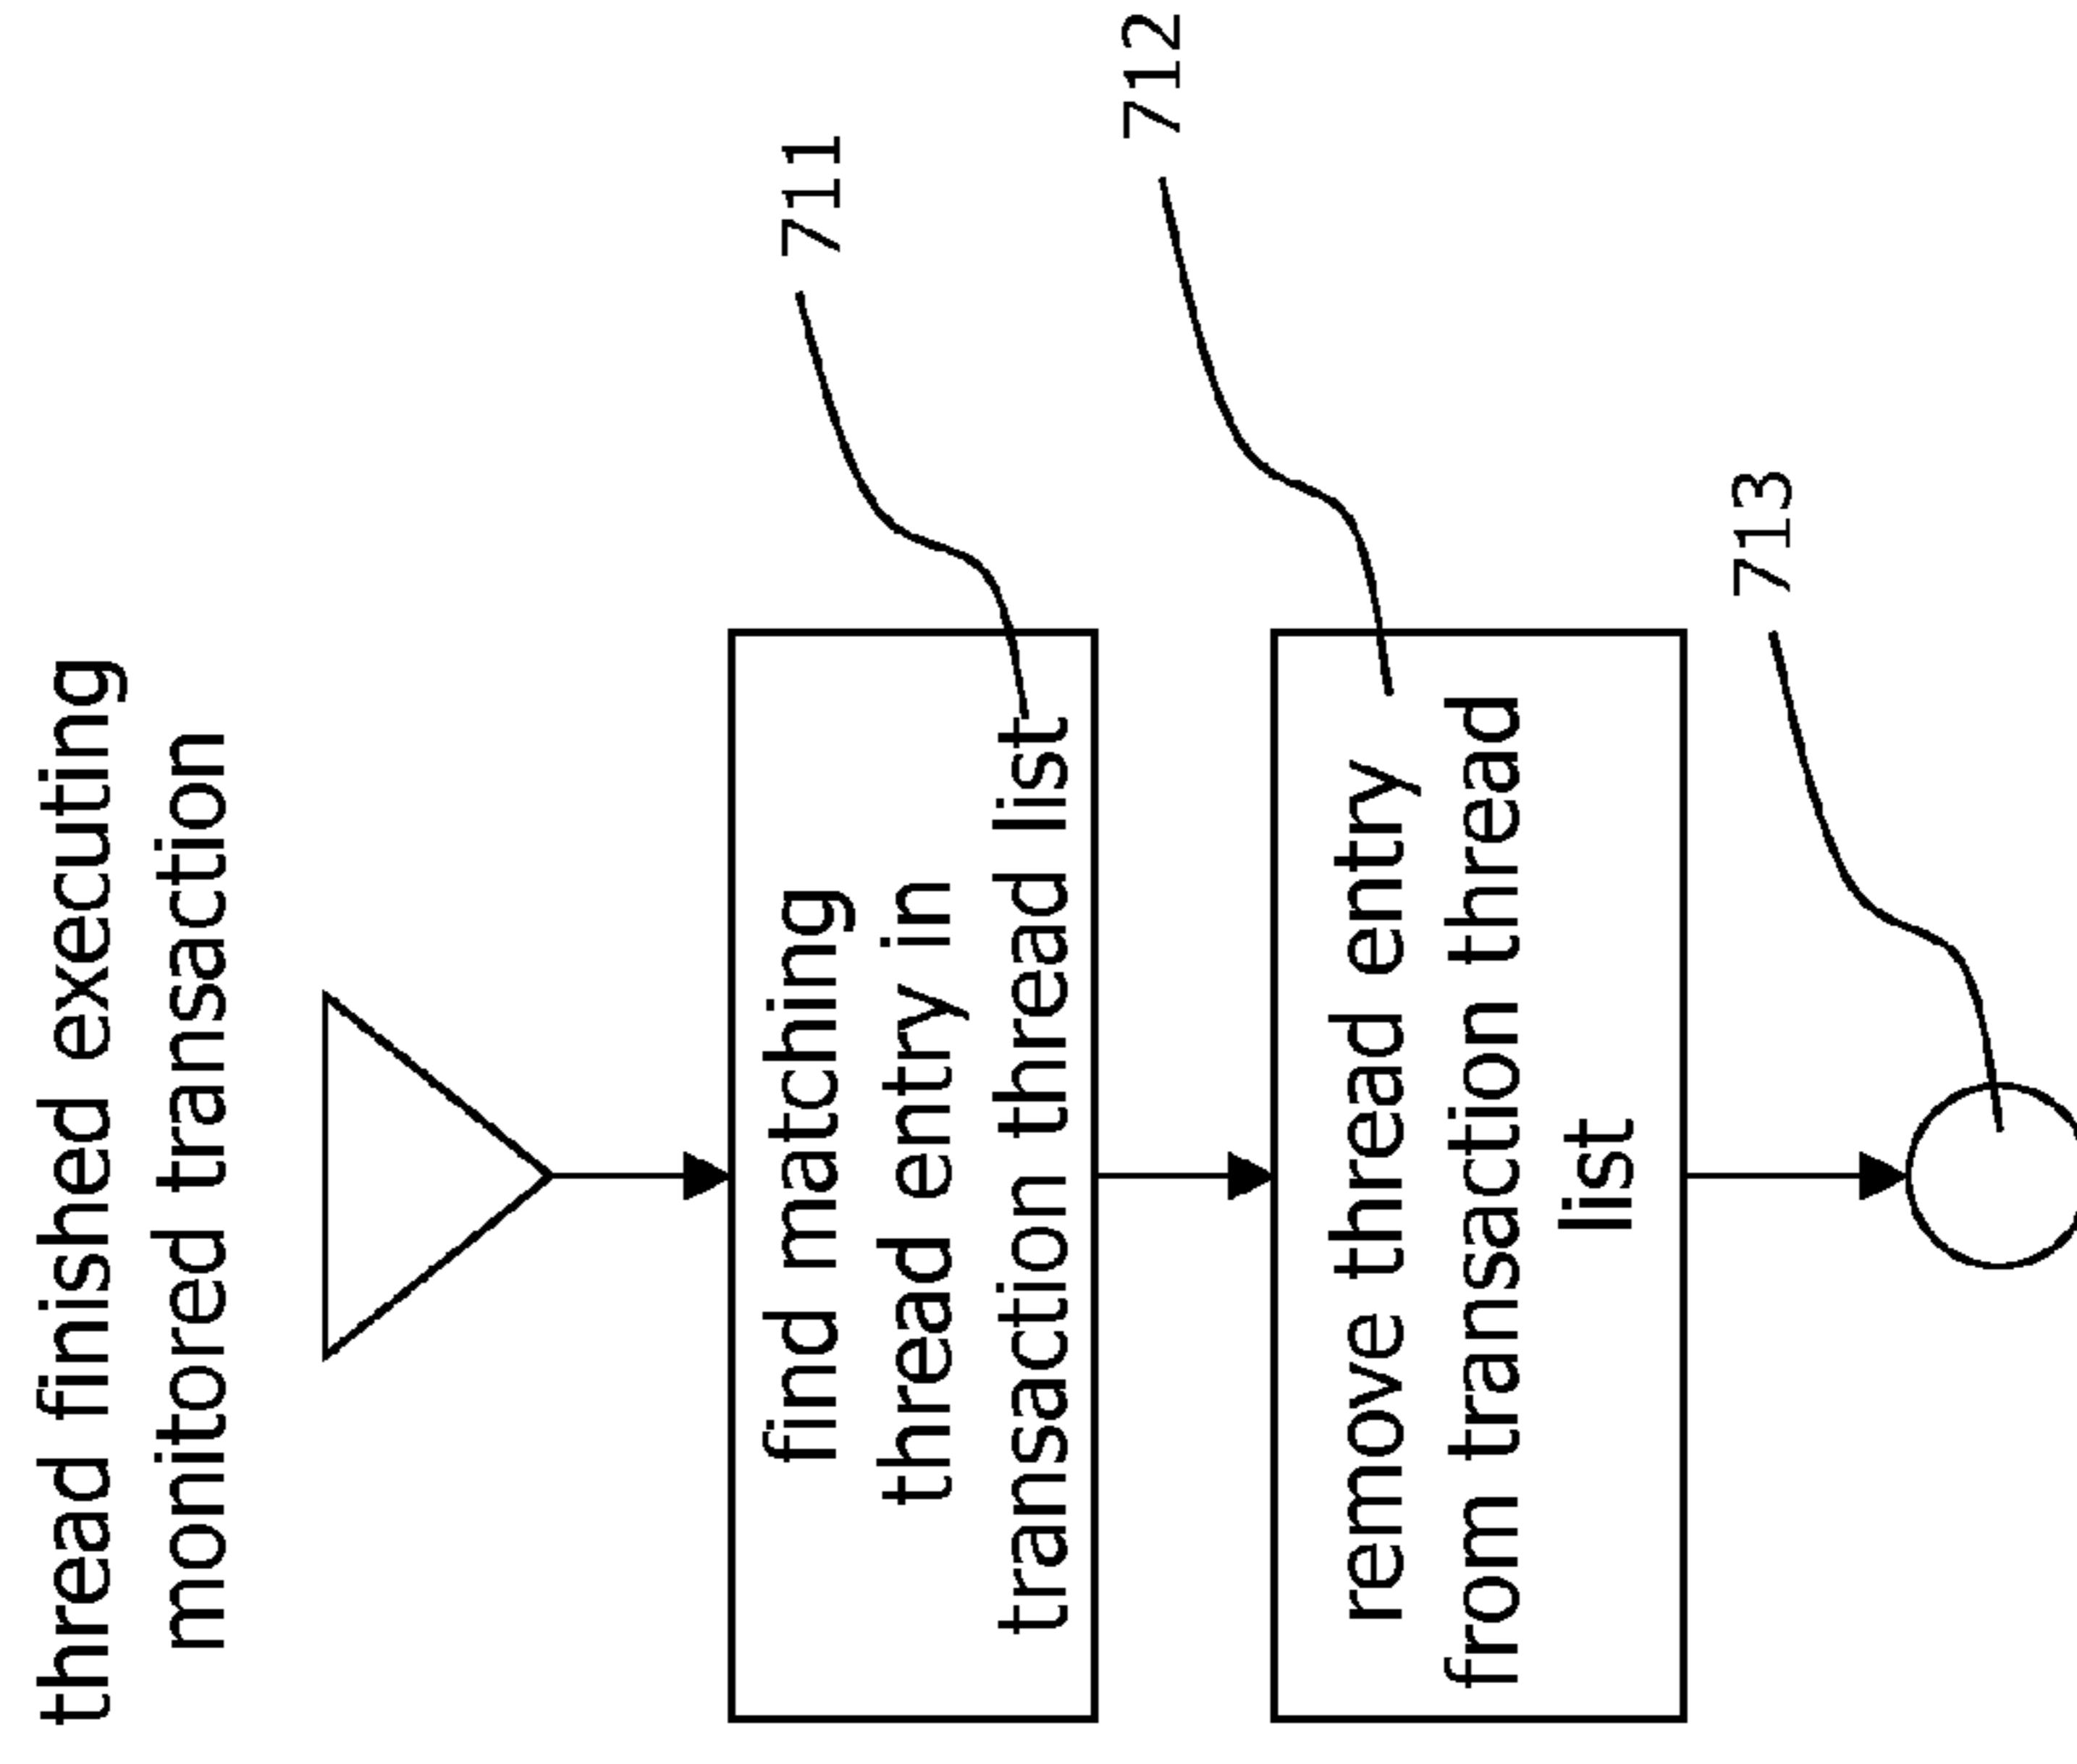 thread finished executing
monitored transaction
711
find matching
thread entry in
transaction thread list
712
remove thread entry
from transaction thread
list
713